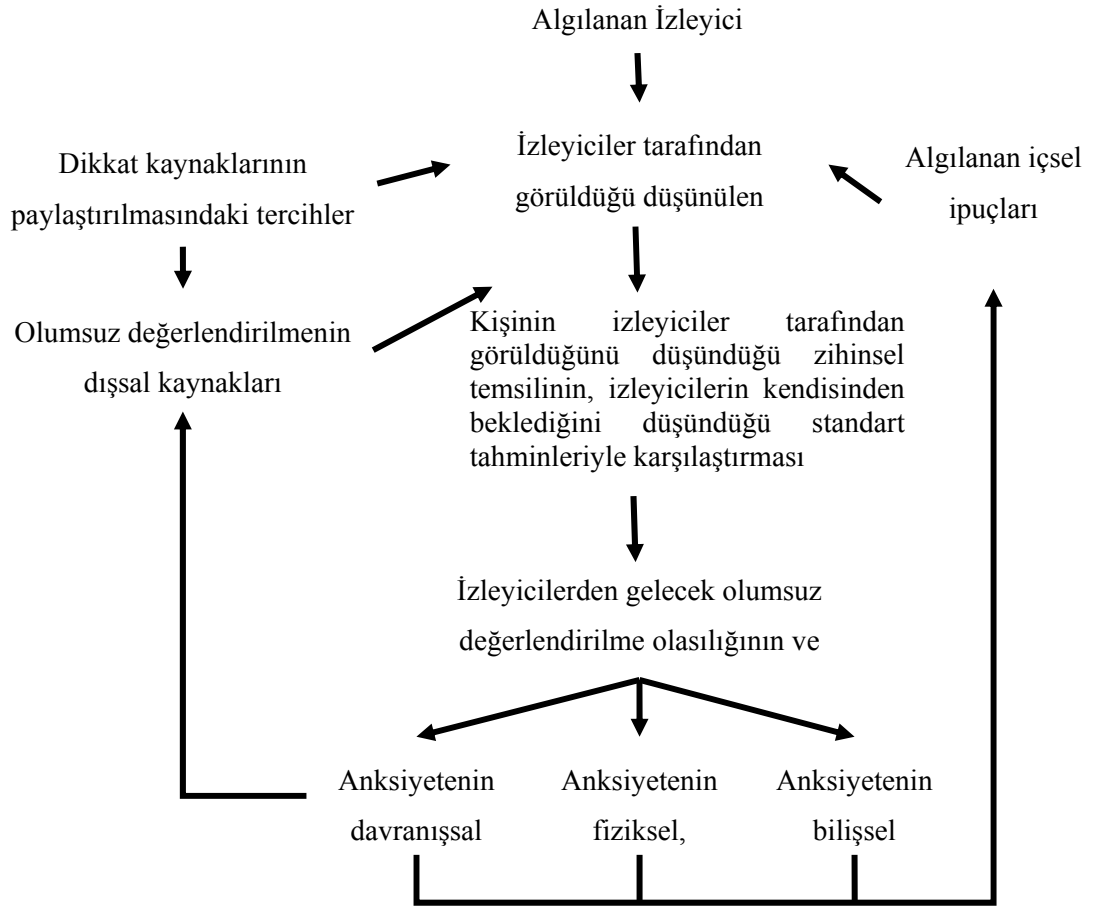 Algılanan İzleyici
Dikkat kaynaklarının
paylaştırılmasındaki tercihler
İzleyiciler tarafından
görüldüğü düşünülen
Algılanan içsel
ipuçları
Olumsuz değerlendirilmenin
dışsal kaynakları
Kişinin izleyiciler tarafından
görüldüğünü düşündüğü zihinsel
temsilinin, izleyicilerin kendisinden
beklediğini düşündüğü standart
tahminleriyle karşılaştırması
İzleyicilerden gelecek olumsuz
değerlendirilme olasılığının ve
Anksiyetenin
davranışsal
Anksiyetenin
fiziksel,
Anksiyetenin
bilişsel